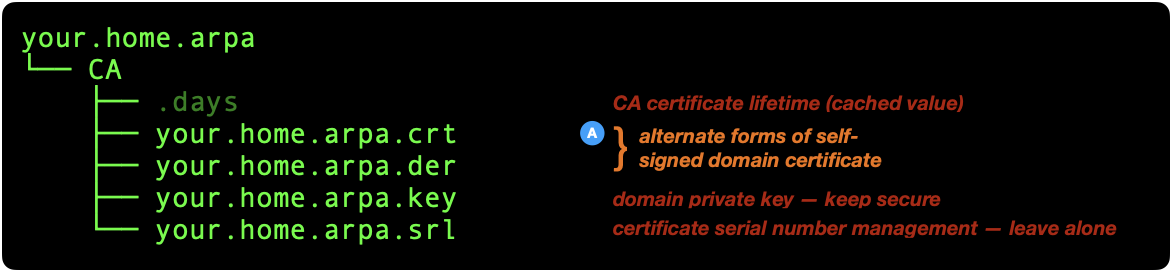 your.home.arpa
└── CA
├── .days CA certificate lifetime (cached value)
├── your.home.arpa.crt A } alternate forms of self-
├── your.home.arpa.der signed domain certificate
├── your.home.arpa.key domain private key — keep secure
└── your.home.arpa.srl certificate serial number management — leave alone